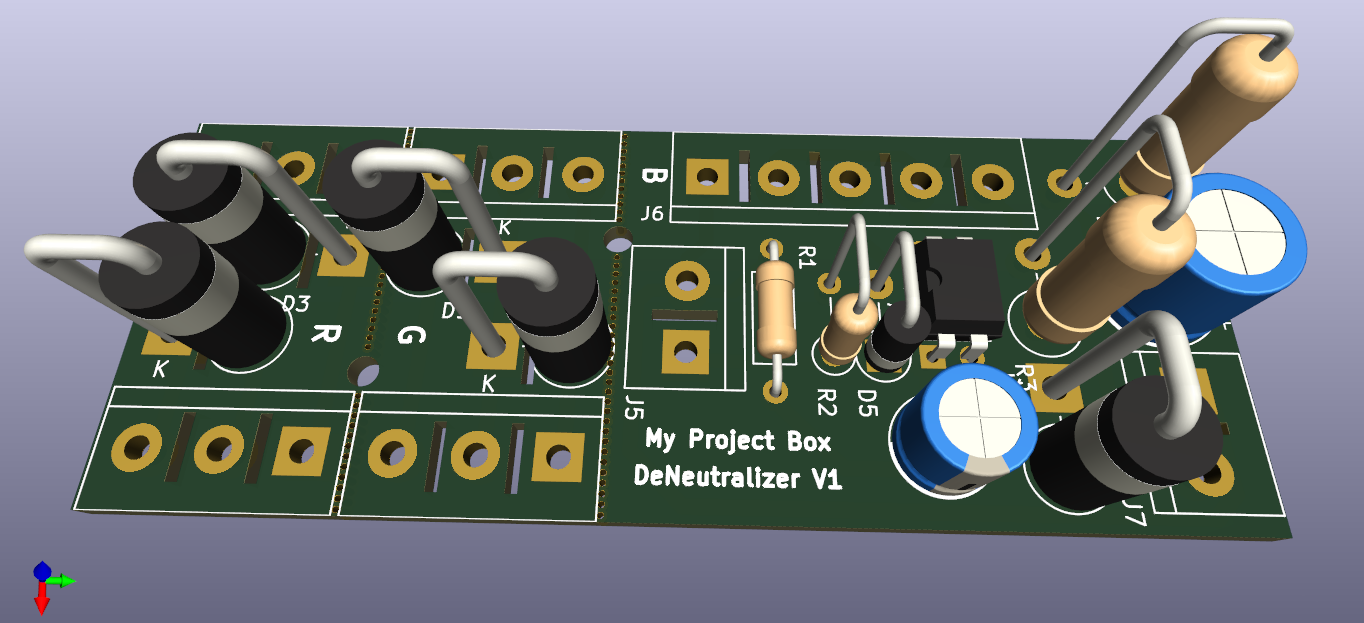 B
J6
K
R1
D3
R
G
K
K
J5
R2
D5
R3
My Project Box
DeNeutralizer V1
J7